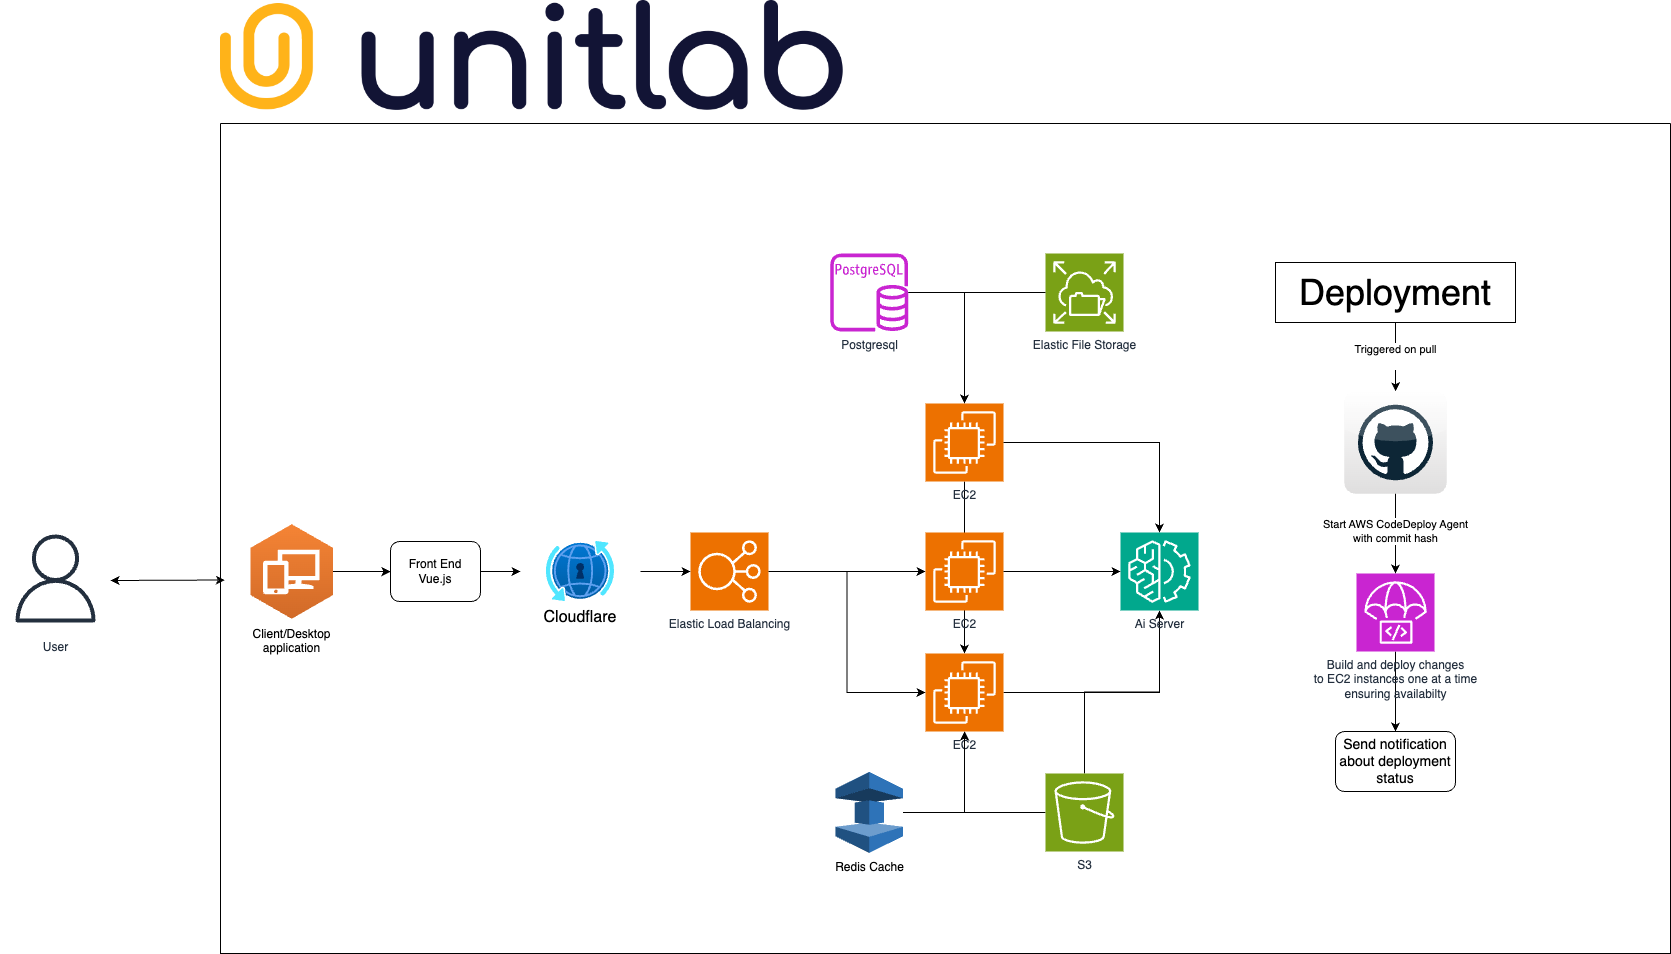 unitlab
PostgreSQL
Postgresql
Elastic File Storage
Deployment
Triggered on pull
EC2
Start AWS CodeDeploy Agent
with commit hash
User
Client/Desktop
application
Front End
Vue.js
Cloudflare
Elastic Load Balancing
EC2
Ai Server
</>
Build and deploy changes
to EC2 instances one at a time
ensuring availabilty
EC2
Send notification
about deployment
status
Redis Cache
S3